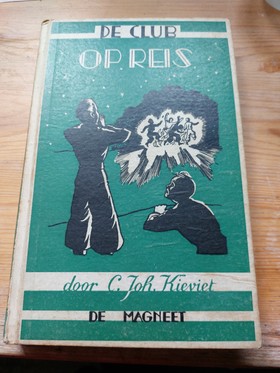 DE CLUB
OP REIS
door C. Joh. Kieviet
DE MAGNEET